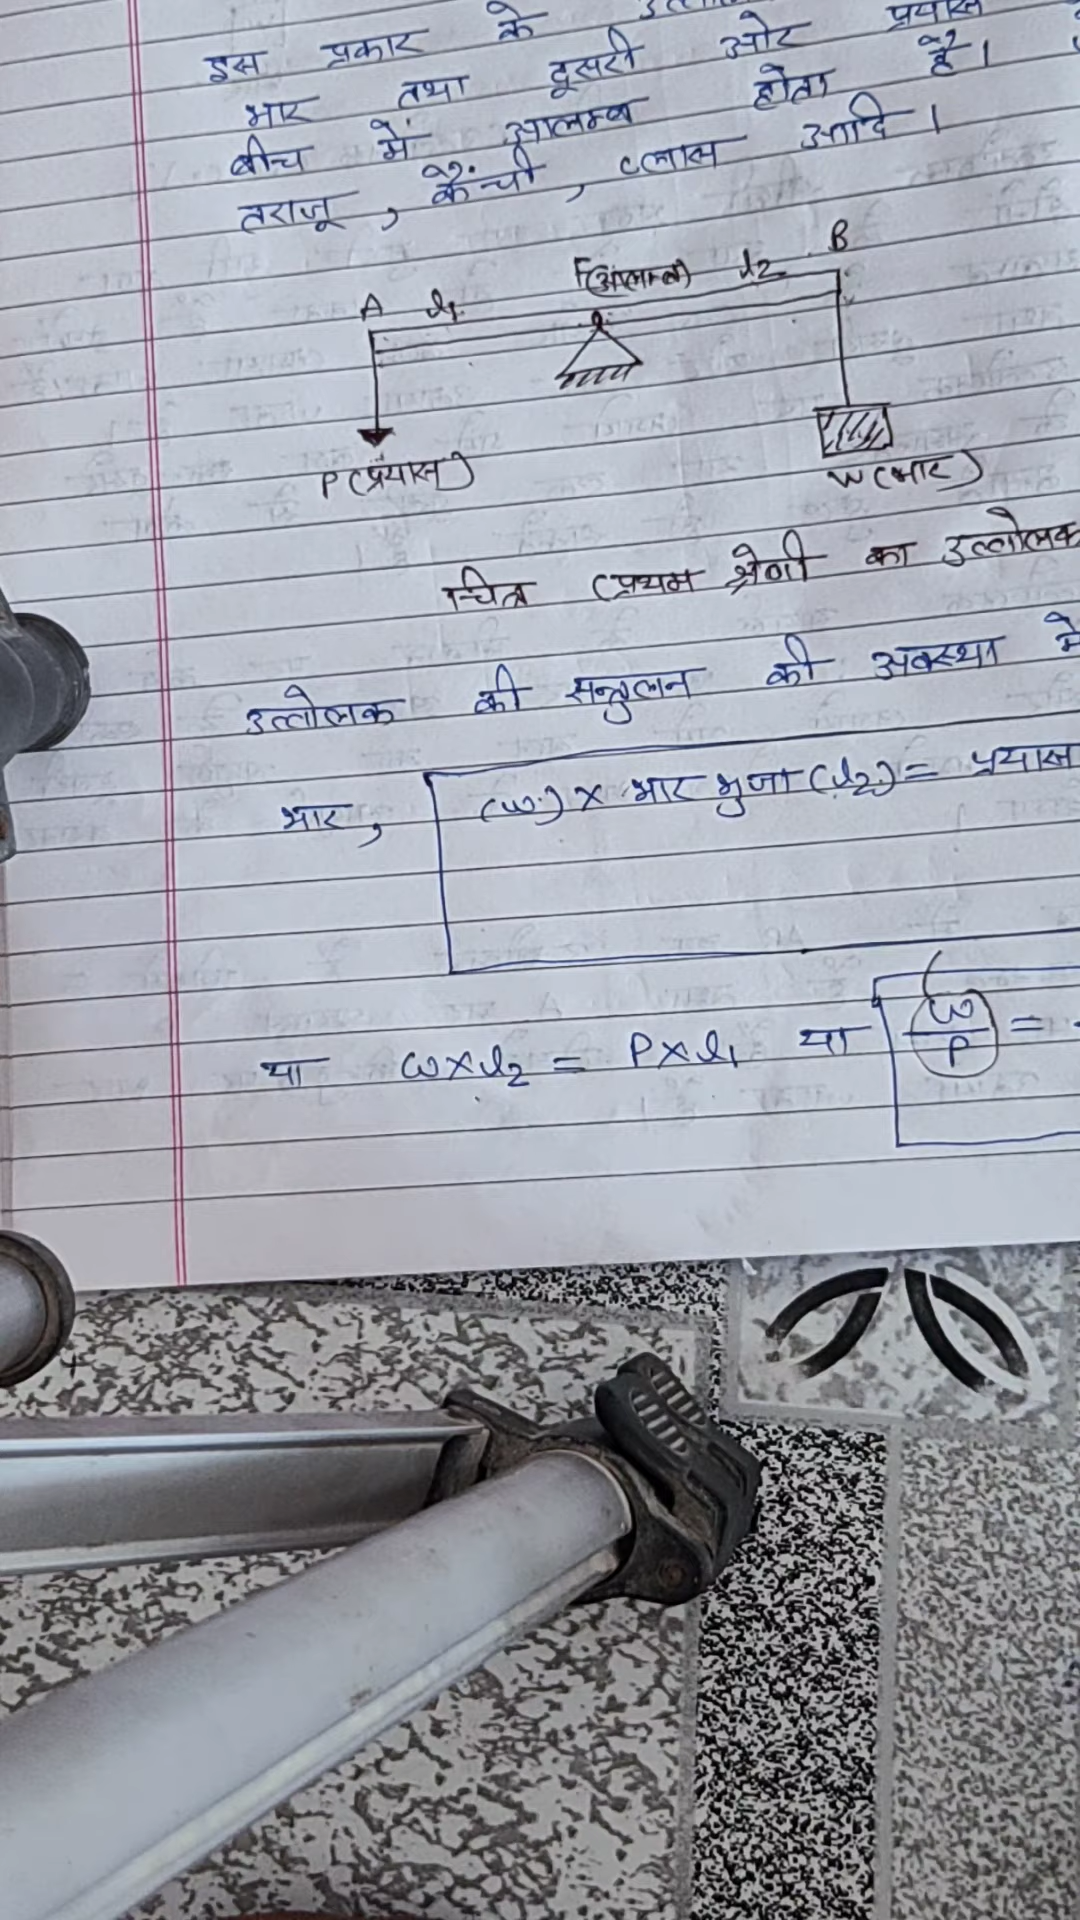 इस प्रकार के
भार तथा दूसरी ओर प्रयास
बीच में आलम्ब होता है।
तराजू, कैंची, प्लास आदि।
B
F(आलम्ब) l2
A l1
P(प्रयास)
W(भार)
चित्र (प्रथम श्रेणी का उत्तोलक
उत्तोलक की सन्तुलन की अवस्था में
भार, (W) × भार भुजा (l2) = प्रयास
या W×l2 = P×l1 या W/P =